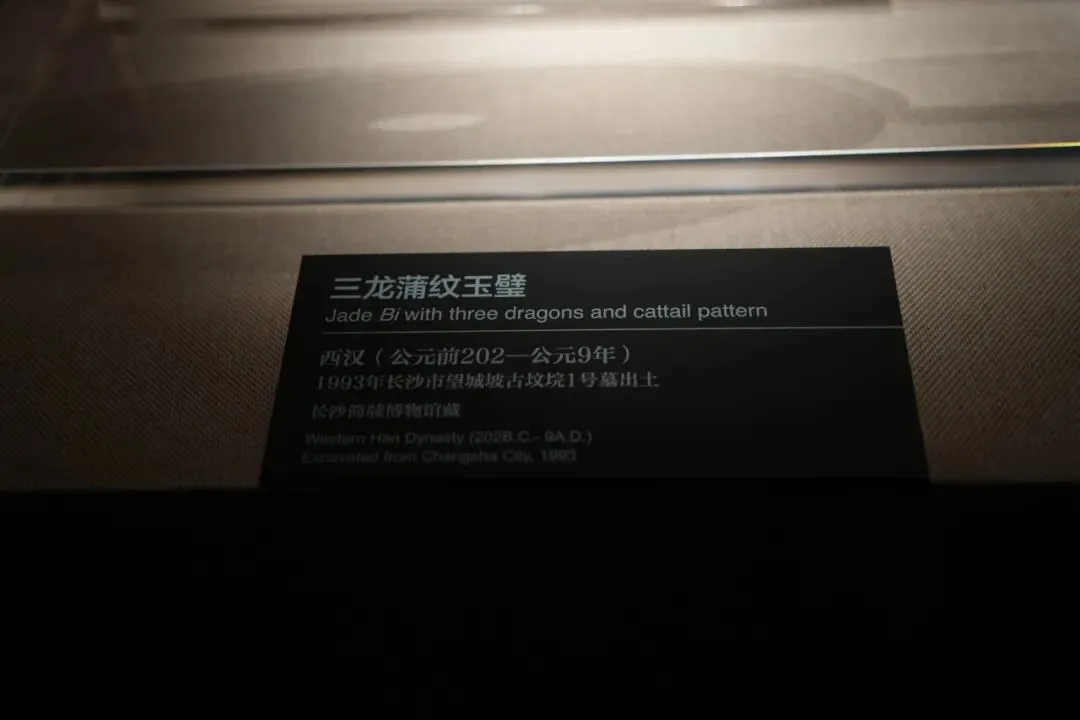 三龙蒲纹玉璧
Jade Bi with three dragons and cattail pattern
西汉（公元前202—公元9年）
1993年长沙市望城坡古坟垸1号墓出土
长沙简牍博物馆藏
Western Han Dynasty (202B.C.- 9A.D.)
Excavated from Changsha City, 1993